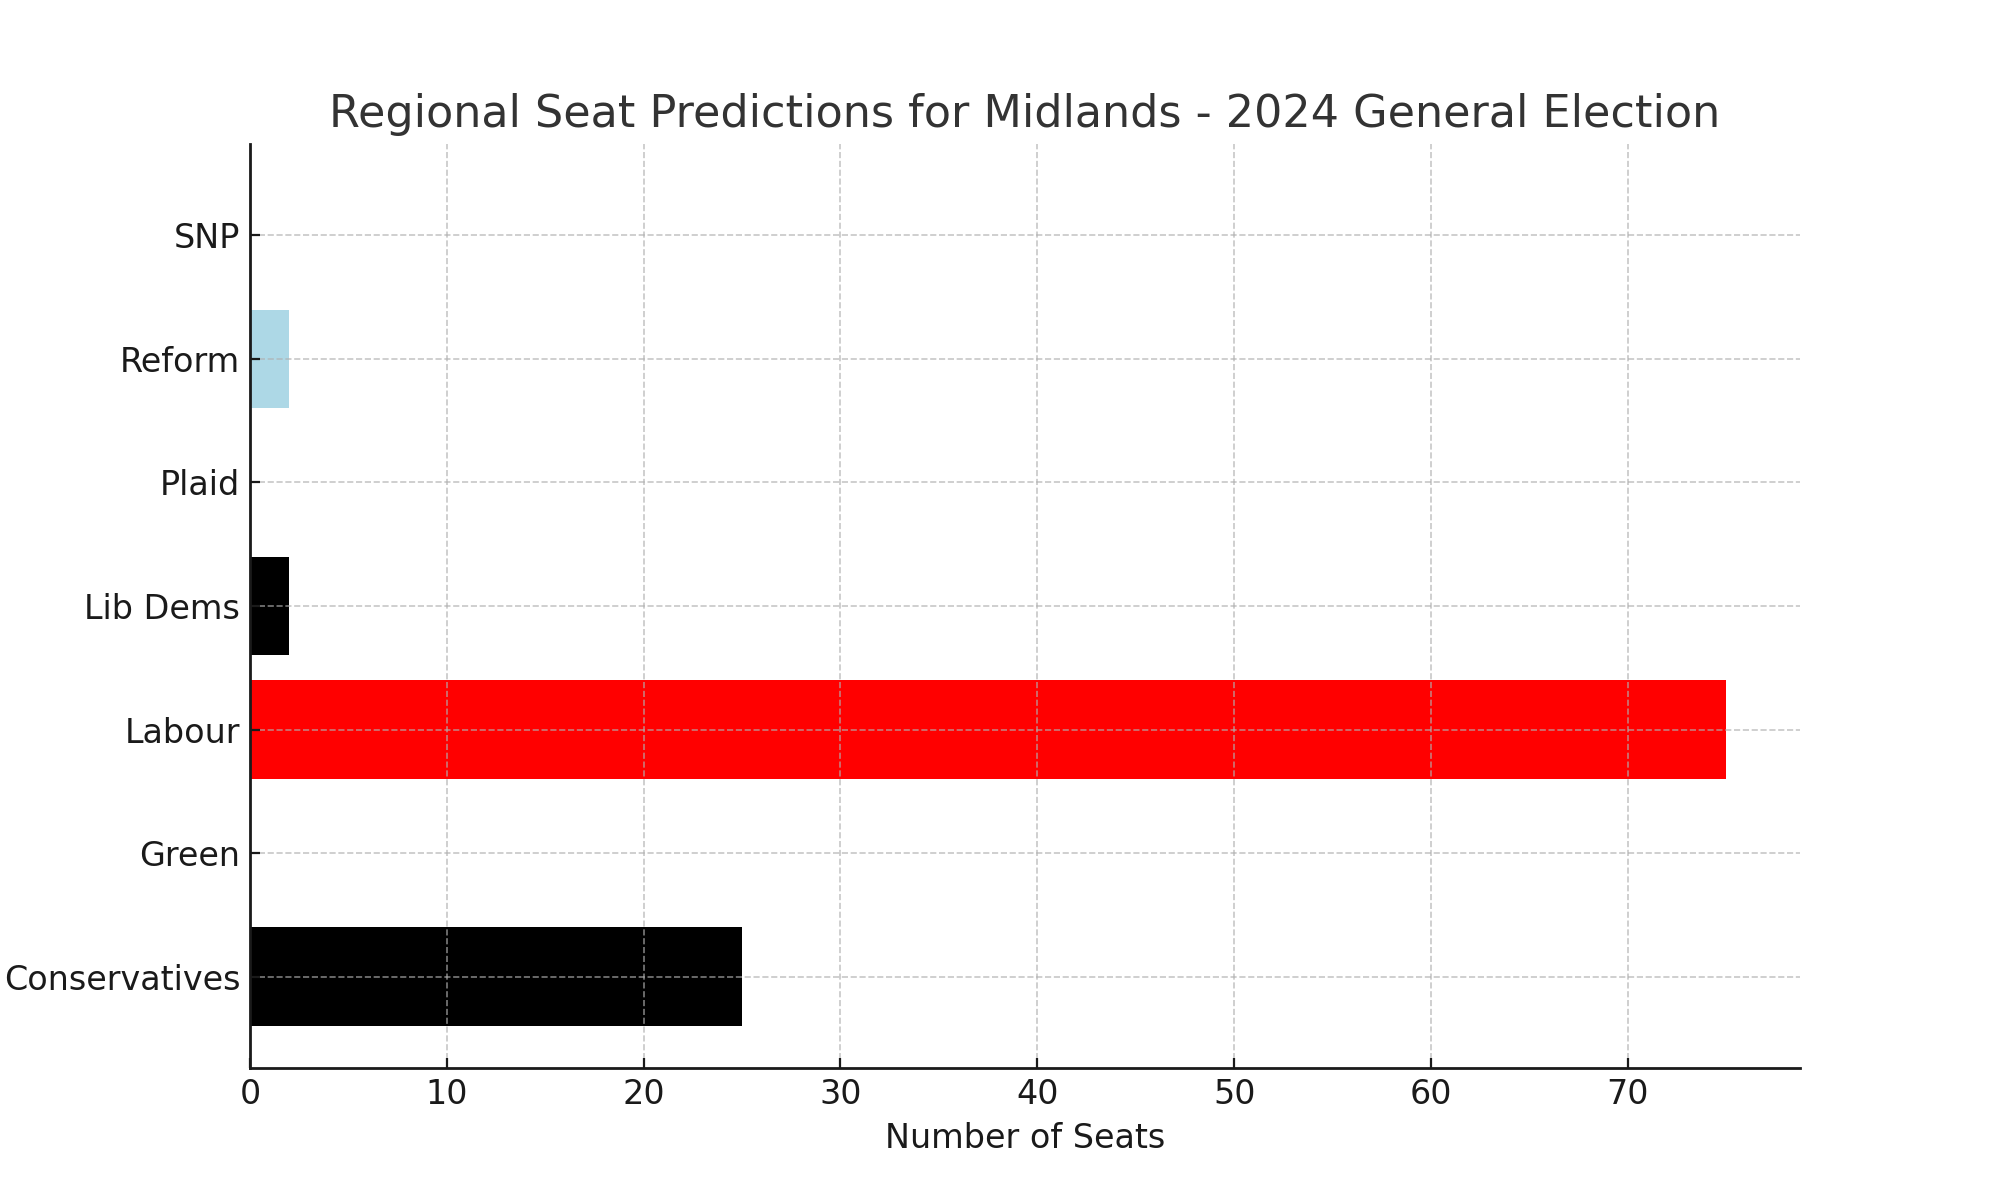 Regional Seat Predictions for Midlands - 2024 General Election
SNP
Reform
Plaid
Lib Dems
Labour
Green
Conservatives
0 10 20 30 40 50 60 70
Number of Seats